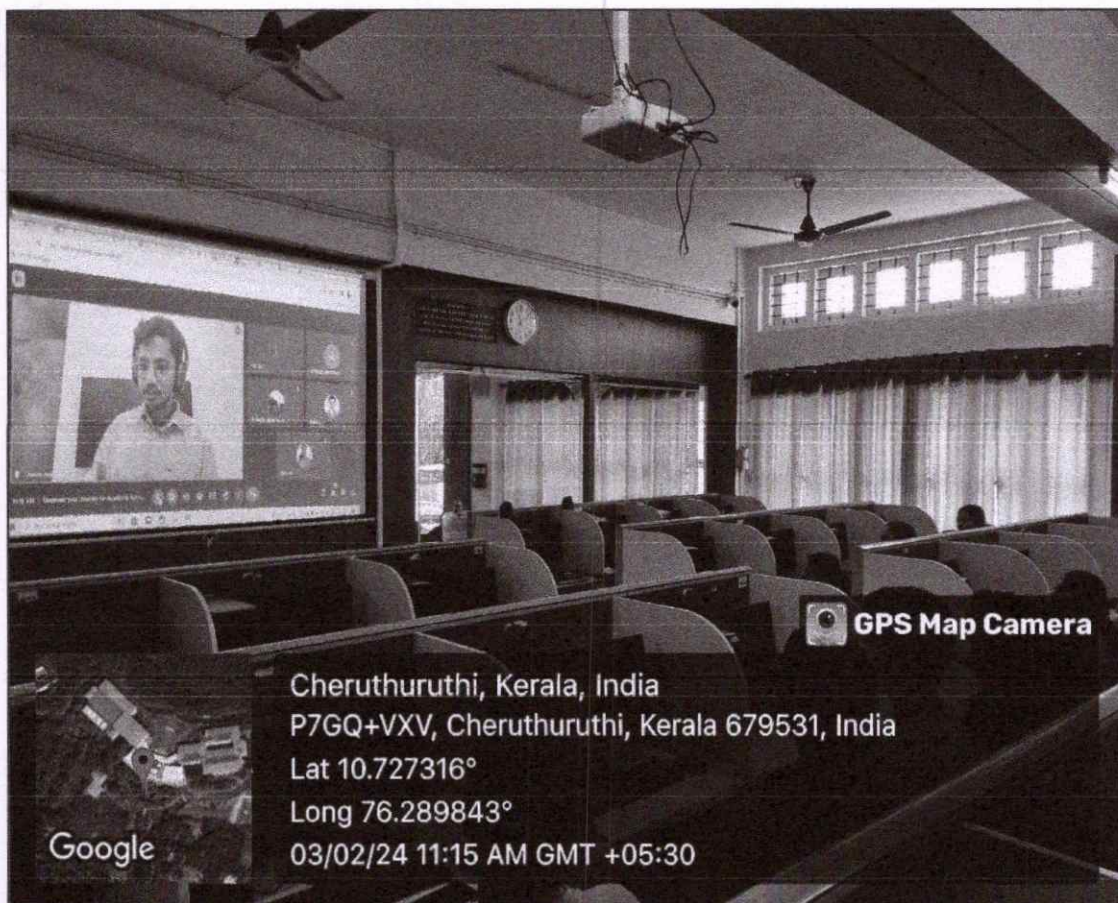 GPS Map Camera
Cheruthuruthi, Kerala, India
P7GQ+VXV, Cheruthuruthi, Kerala 679531, India
Lat 10.727316°
Long 76.289843°
03/02/24 11:15 AM GMT +05:30
Google